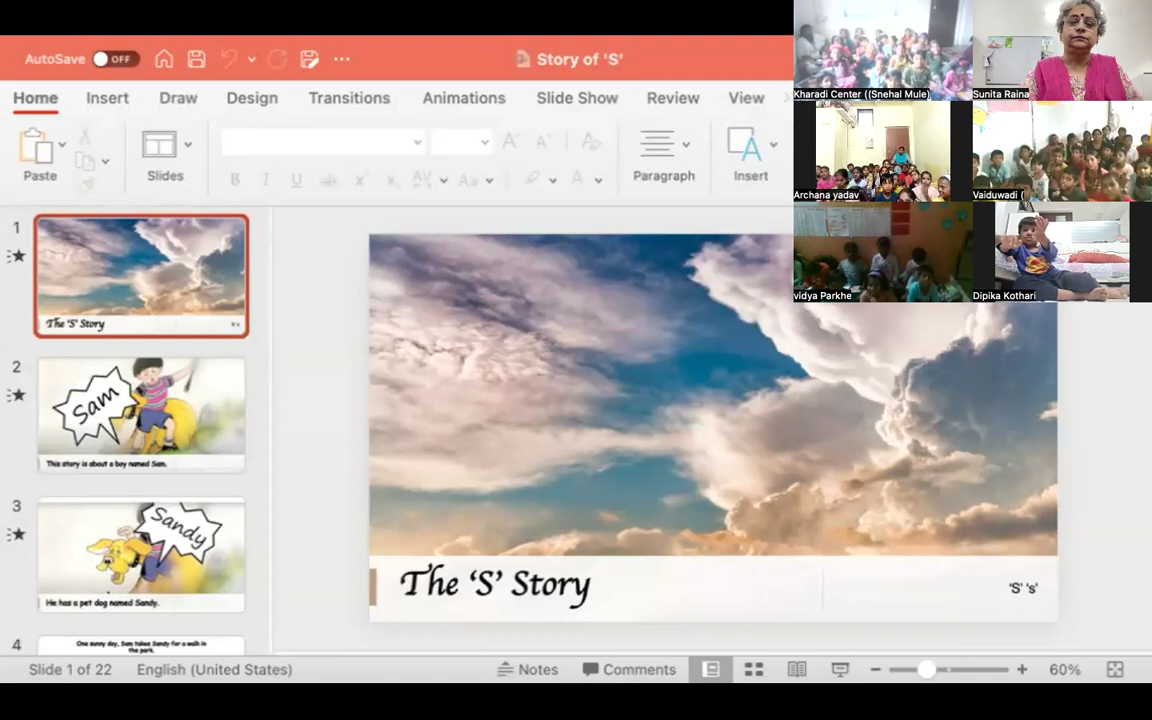 AutoSave OFF
Story of 'S'
Home Insert Draw Design Transitions Animations Slide Show Review View
Paste
Slides
Paragraph
Insert
Kharadi Center ((Snehal Mule)
Sunita Raina
Archana yadav
Vaiduwadi (
vidya Parkhe
Dipika Kothari
1
The 'S' Story
2
Sam
This story is about a boy named Sam.
3
Sandy
He has a pet dog named Sandy.
4
One sunny day, Sam takes Sandy for a walk in
the park.
The 'S' Story
'S' 's'
Slide 1 of 22
English (United States)
Notes
Comments
60%